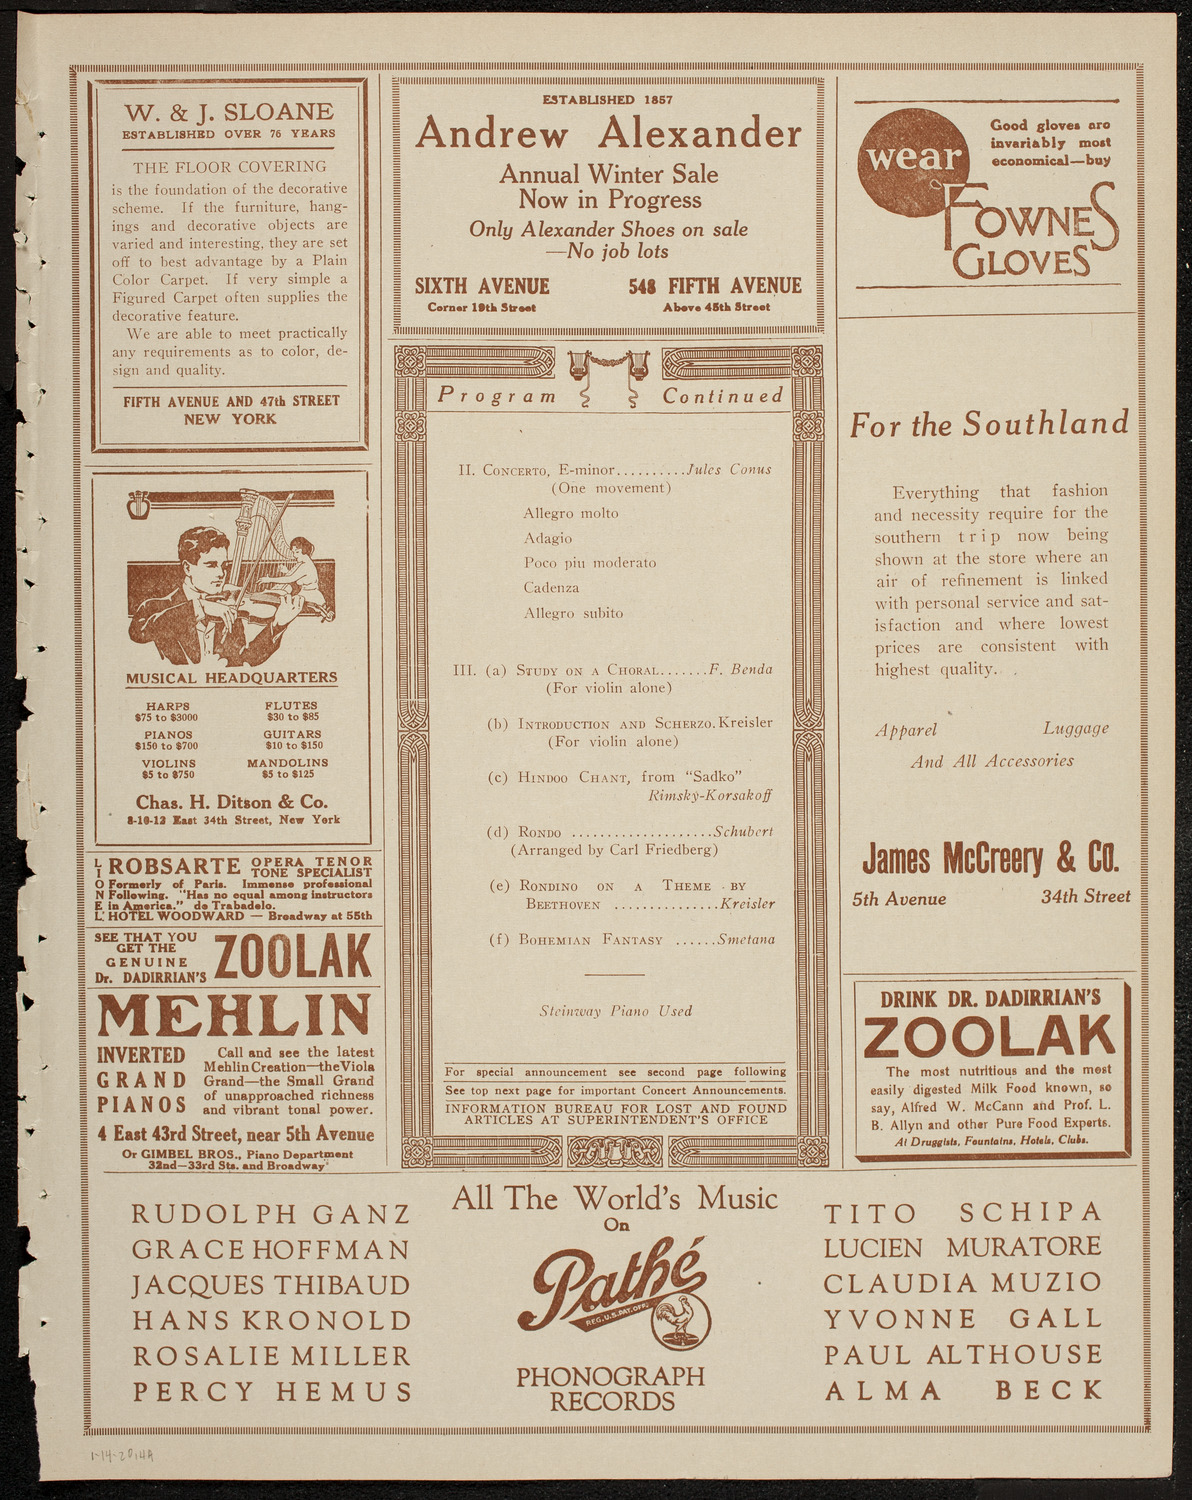 W. & J. SLOANE
ESTABLISHED OVER 76 YEARS
THE FLOOR COVERING
is the foundation of the decorative
scheme. If the furniture, hang-
ings and decorative objects are
varied and interesting, they are set
off to best advantage by a Plain
Color Carpet. If very simple a
Figured Carpet often supplies the
decorative feature.
We are able to meet practically
any requirements as to color, de-
sign and quality.
FIFTH AVENUE AND 47th STREET
NEW YORK
MUSICAL HEADQUARTERS
HARPS FLUTES
$75 to $3000 $30 to $85
PIANOS GUITARS
$150 to $700 $10 to $150
VIOLINS MANDOLINS
$5 to $750 $5 to $125
Chas. H. Ditson & Co.
8-10-12 East 34th Street, New York
LIONEL ROBSARTE OPERA TENOR
TONE SPECIALIST
Formerly of Paris. Immense professional
Following. "Has no equal among instructors
in America." de Trabadelo.
HOTEL WOODWARD — Broadway at 55th
SEE THAT YOU
GET THE
GENUINE
Dr. DADIRRIAN'S
ZOOLAK
MEHLIN
INVERTED
GRAND
PIANOS
Call and see the latest
Mehlin Creation—the Viola
Grand—the Small Grand
of unapproached richness
and vibrant tonal power.
4 East 43rd Street, near 5th Avenue
Or GIMBEL BROS., Piano Department
32nd—33rd Sts. and Broadway
ESTABLISHED 1857
Andrew Alexander
Annual Winter Sale
Now in Progress
Only Alexander Shoes on sale
—No job lots
SIXTH AVENUE 548 FIFTH AVENUE
Corner 19th Street Above 45th Street
Program Continued
II. CONCERTO, E-minor..........Jules Conus
(One movement)
Allegro molto
Adagio
Poco piu moderato
Cadenza
Allegro subito
III. (a) STUDY ON A CHORAL.......F. Benda
(For violin alone)
(b) INTRODUCTION AND SCHERZO.Kreisler
(For violin alone)
(c) HINDOO CHANT, from "Sadko"
Rimsky-Korsakoff
(d) RONDO ....................Schubert
(Arranged by Carl Friedberg)
(e) RONDINO ON A THEME BY
BEETHOVEN ...............Kreisler
(f) BOHEMIAN FANTASY ......Smetana
Steinway Piano Used
For special announcement see second page following
See top next page for important Concert Announcements.
INFORMATION BUREAU FOR LOST AND FOUND
ARTICLES AT SUPERINTENDENT'S OFFICE
wear
Good gloves are
invariably most
economical—buy
FOWNES
GLOVES
For the Southland
Everything that fashion
and necessity require for the
southern trip now being
shown at the store where an
air of refinement is linked
with personal service and sat-
isfaction and where lowest
prices are consistent with
highest quality.
Apparel Luggage
And All Accessories
James McCreery & Co.
5th Avenue 34th Street
DRINK DR. DADIRRIAN'S
ZOOLAK
The most nutritious and the most
easily digested Milk Food known, so
say, Alfred W. McCann and Prof. L.
B. Allyn and other Pure Food Experts.
At Druggists, Fountains, Hotels, Clubs.
RUDOLPH GANZ
GRACE HOFFMAN
JACQUES THIBAUD
HANS KRONOLD
ROSALIE MILLER
PERCY HEMUS
All The World's Music
On
Pathé
REG. U.S. PAT. OFF.
PHONOGRAPH
RECORDS
TITO SCHIPA
LUCIEN MURATORE
CLAUDIA MUZIO
YVONNE GALL
PAUL ALTHOUSE
ALMA BECK
1-14-20,4A